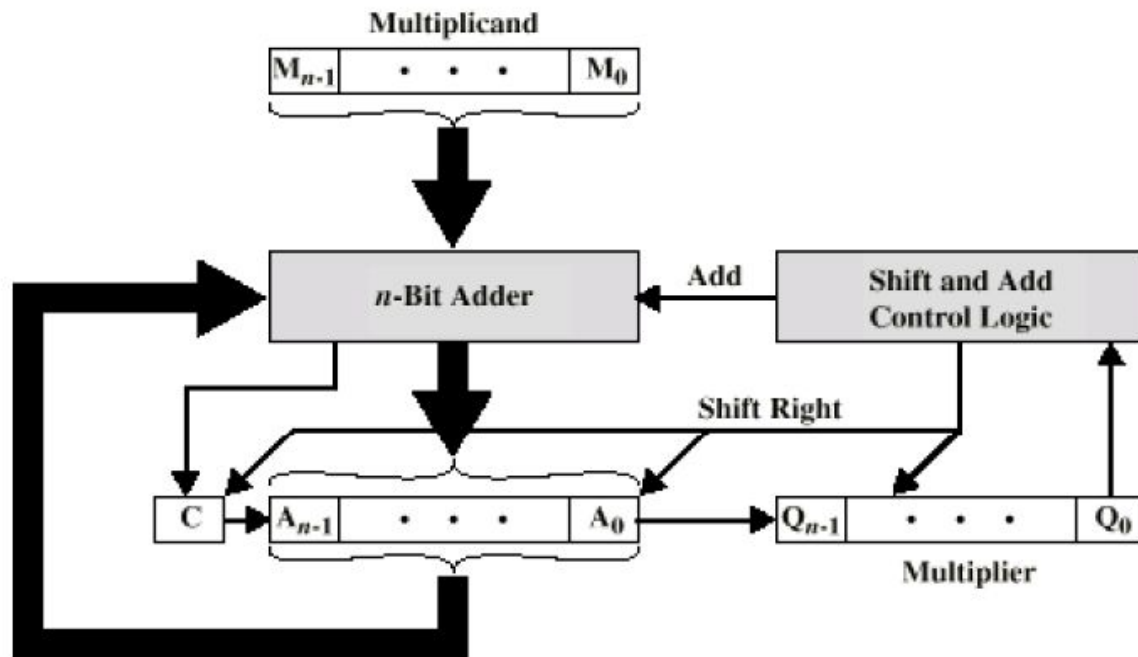 Multiplicand
Mn-1 • • • M0
n-Bit Adder
Add
Shift and Add
Control Logic
Shift Right
C
An-1 • • • A0
Qn-1 • • • Q0
Multiplier